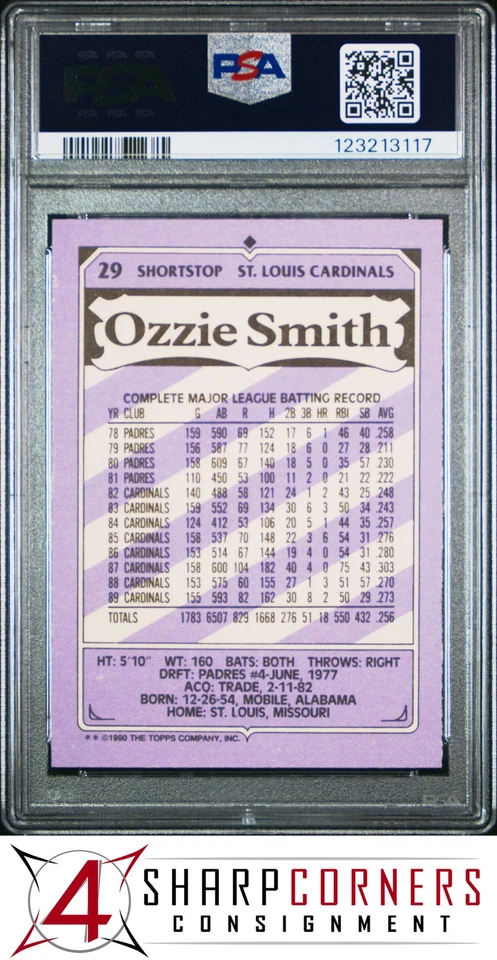 PSA PSA PSA
PSA
PSA PSA PSA
PSA
123213117
29 SHORTSTOP ST. LOUIS CARDINALS
Ozzie Smith
COMPLETE MAJOR LEAGUE BATTING RECORD
YR CLUB G AB R H 2B 3B HR RBI SB AVG
78 PADRES 159 590 69 152 17 6 1 46 40 .258
79 PADRES 156 587 77 124 18 6 0 27 28 .211
80 PADRES 158 609 67 140 18 5 0 35 57 .230
81 PADRES 110 450 53 100 11 2 0 21 22 .222
82 CARDINALS 140 488 58 121 24 1 2 43 25 .248
83 CARDINALS 159 552 69 134 30 6 3 50 34 .243
84 CARDINALS 124 412 53 106 20 5 1 44 35 .257
85 CARDINALS 158 537 70 148 22 3 6 54 31 .276
86 CARDINALS 153 514 67 144 19 4 0 54 31 .280
87 CARDINALS 158 600 104 182 40 4 0 75 43 .303
88 CARDINALS 153 575 80 155 27 1 3 51 57 .270
89 CARDINALS 155 593 82 162 30 8 2 50 29 .273
TOTALS 1783 6507 829 1668 276 51 18 550 432 .256
HT: 5'10" WT: 160 BATS: BOTH THROWS: RIGHT
DRFT: PADRES #4-JUNE, 1977
ACQ: TRADE, 2-11-82
BORN: 12-26-54, MOBILE, ALABAMA
HOME: ST. LOUIS, MISSOURI
** ©1990 THE TOPPS COMPANY, INC.
PSA
4 SHARPCORNERS
CONSIGNMENT